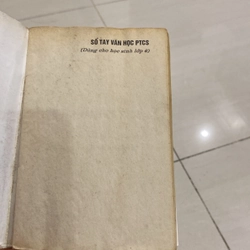 SỔ TAY VĂN HỌC PTCS
(Dùng cho học sinh lớp 8)